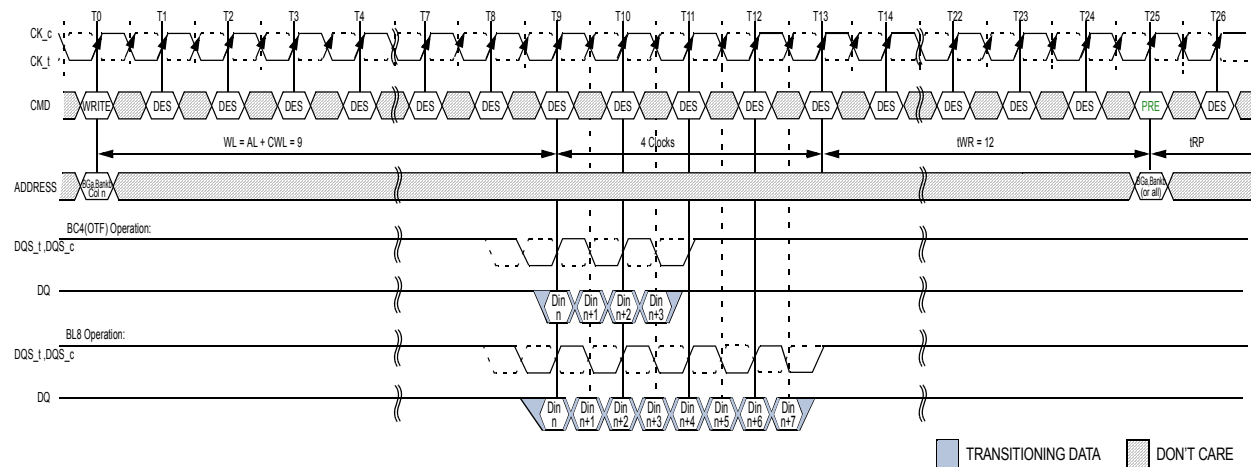 T0 T1 T2 T3 T4 T7 T8 T9 T10 T11 T12 T13 T14 T22 T23 T24 T25 T26
CK_c
CK_t
CMD WRITE DES DES DES DES DES DES DES DES DES DES DES DES DES DES DES PRE DES
WL = AL + CWL = 9 4 Clocks tWR = 12 tRP
ADDRESS BGa,Bankb BGa,Bankb
Col n (or all)
BC4(OTF) Operation:
DQS_t ,DQS_c
DQ Din Din Din Din
n n+1 n+2 n+3
BL8 Operation:
DQS_t ,DQS_c
DQ Din Din Din Din Din Din Din Din
n n+1 n+2 n+3 n+4 n+5 n+6 n+7
TRANSITIONING DATA DON'T CARE